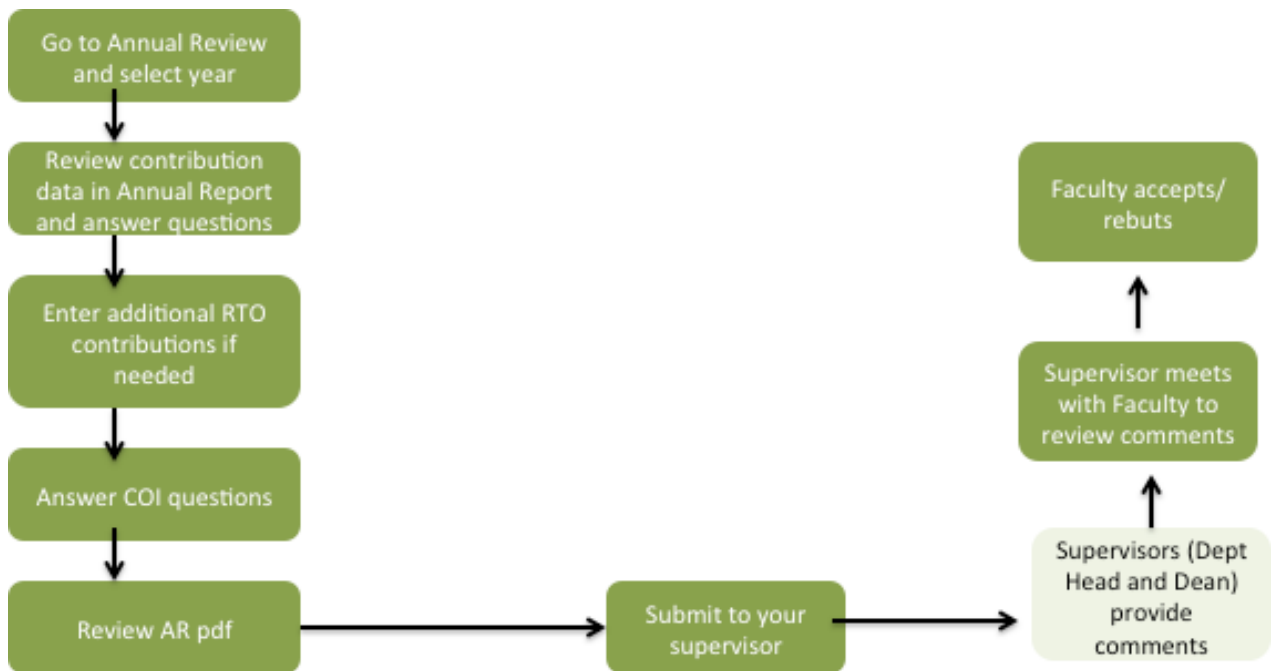 Go to Annual Review
and select year
Review contribution
data in Annual Report
and answer questions
Enter additional RTO
contributions if
needed
Answer COI questions
Review AR pdf
Submit to your
supervisor
Supervisors (Dept
Head and Dean)
provide
comments
Supervisor meets
with Faculty to
review comments
Faculty accepts/
rebuts